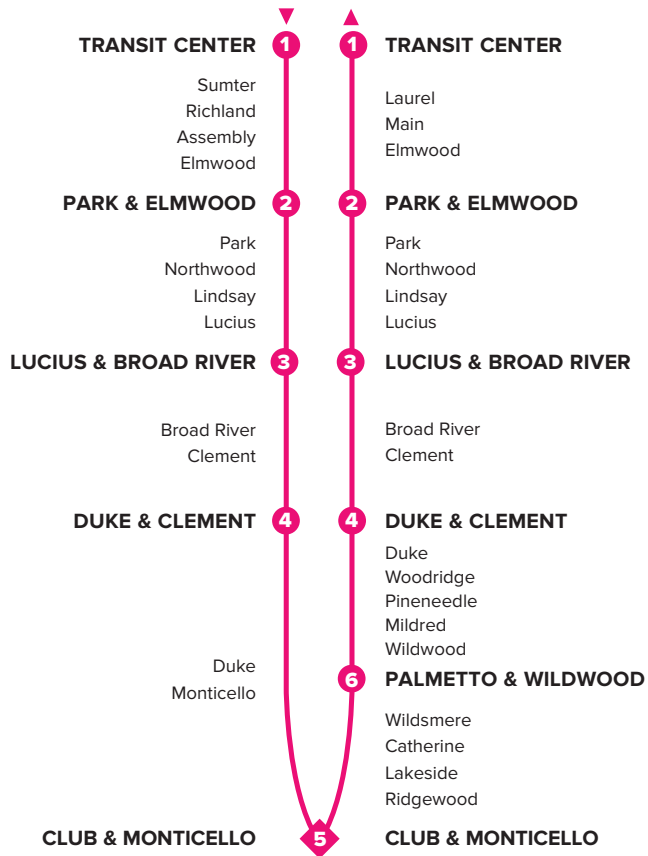 TRANSIT CENTER 1
Sumter
Richland
Assembly
Elmwood
PARK & ELMWOOD 2
Park
Northwood
Lindsay
Lucius
LUCIUS & BROAD RIVER 3
Broad River
Clement
DUKE & CLEMENT 4
Duke
Monticello
CLUB & MONTICELLO 5
1 TRANSIT CENTER
Laurel
Main
Elmwood
2 PARK & ELMWOOD
Park
Northwood
Lindsay
Lucius
3 LUCIUS & BROAD RIVER
Broad River
Clement
4 DUKE & CLEMENT
Duke
Woodridge
Pineneedle
Mildred
Wildwood
6 PALMETTO & WILDWOOD
Wildsmere
Catherine
Lakeside
Ridgewood
CLUB & MONTICELLO